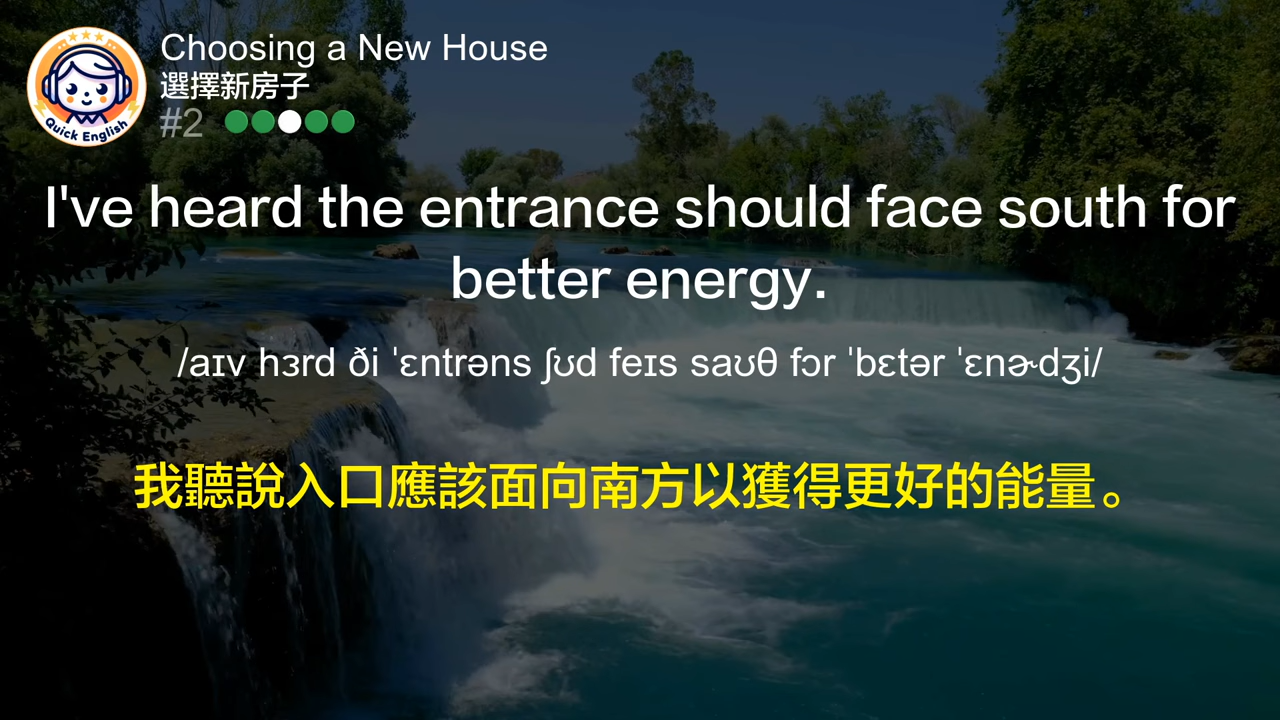 Quick English
Choosing a New House
選擇新房子
#2
I've heard the entrance should face south for
better energy.
/aɪv hɜrd ði ˈɛntrəns ʃʊd feɪs saʊθ fɔr ˈbɛtər ˈɛnɚdʒi/
我聽說入口應該面向南方以獲得更好的能量。